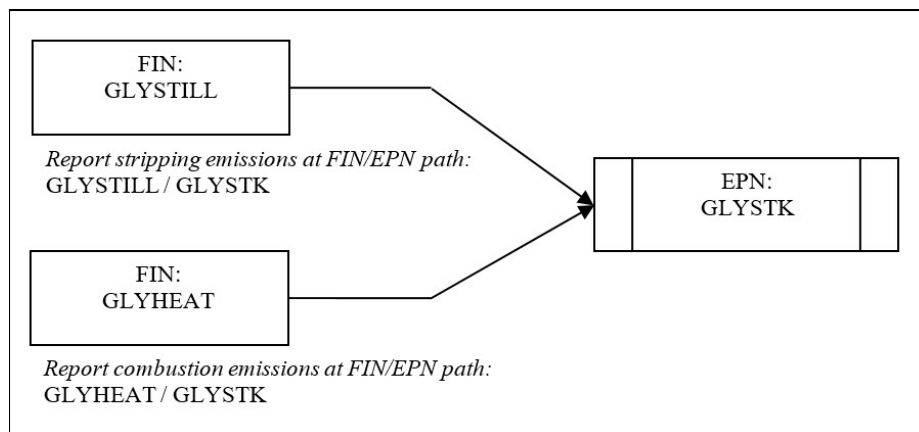 FIN:
GLYSTILL
Report stripping emissions at FIN/EPN path:
GLYSTILL / GLYSTK
EPN:
GLYSTK
FIN:
GLYHEAT
Report combustion emissions at FIN/EPN path:
GLYHEAT / GLYSTK